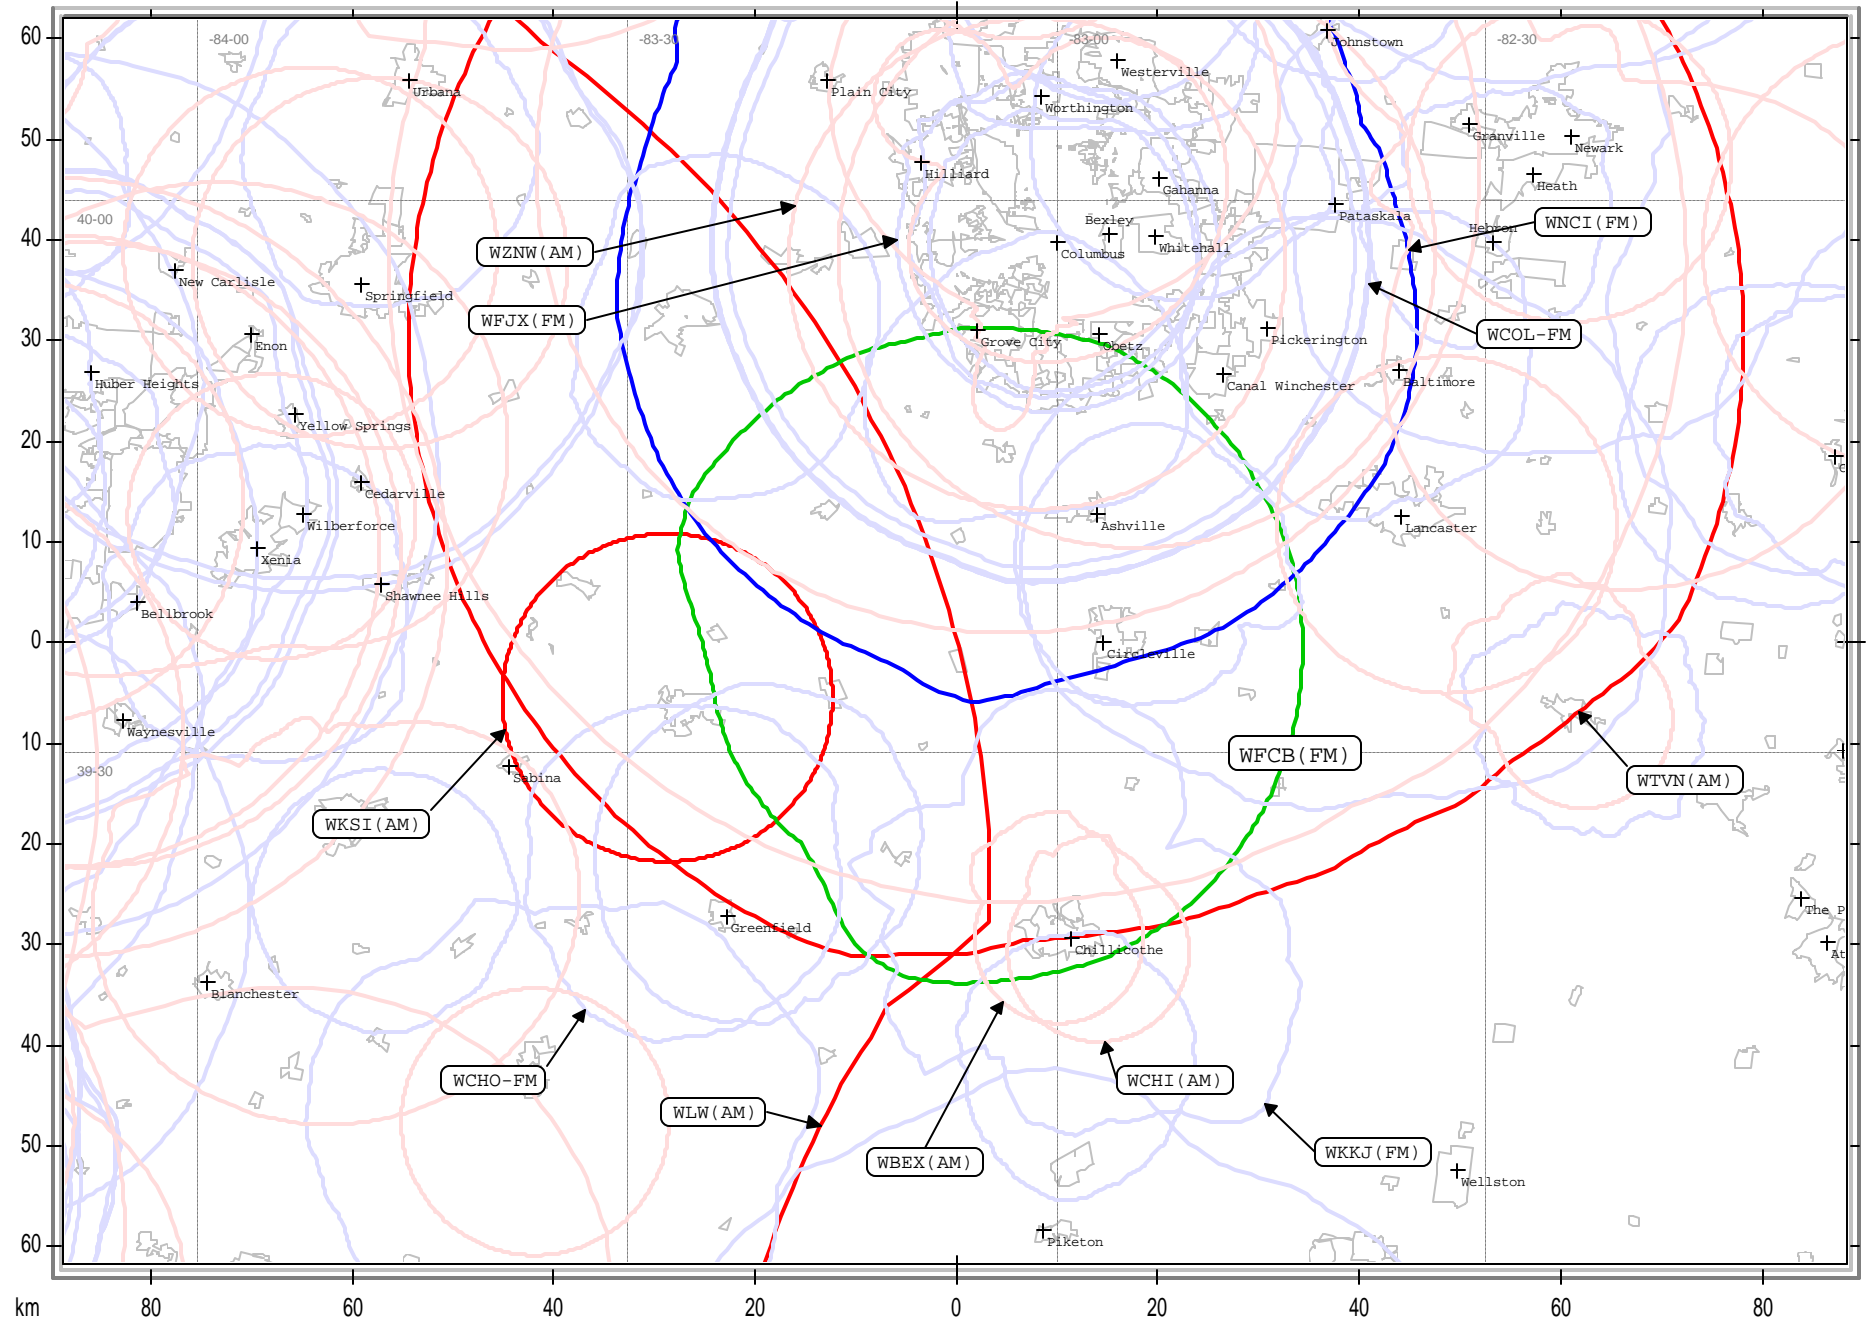 60
-84-00
-83-30
-83-00
-82-30
Johnstown
Westerville
Urbana
Plain City
Worthington
50
Granville
Newark
Hilliard
Gahanna
Heath
40-00
Pataskala
Bexley
WNCI(FM)
Hebron
40
WZNW(AM)
Columbus
Whitehall
New Carlisle
Springfield
WFJX(FM)
WCOL-FM
30
Enon
Grove City
Obetz
Pickerington
Huber Heights
Canal Winchester
Baltimore
20
Yellow Springs
Cedarville
Wilberforce
Ashville
Lancaster
10
Xenia
Shawnee Hills
Bellbrook
0
Circleville
Waynesville
10
WFCB(FM)
39-30
Sabina
WTVN(AM)
WKSI(AM)
20
The P
Greenfield
30
Chillicothe
At
Blanchester
40
WCHO-FM
WCHI(AM)
WLW(AM)
50
WBEX(AM)
WKKJ(FM)
Wellston
60
Piketon
km
80
60
40
20
0
20
40
60
80